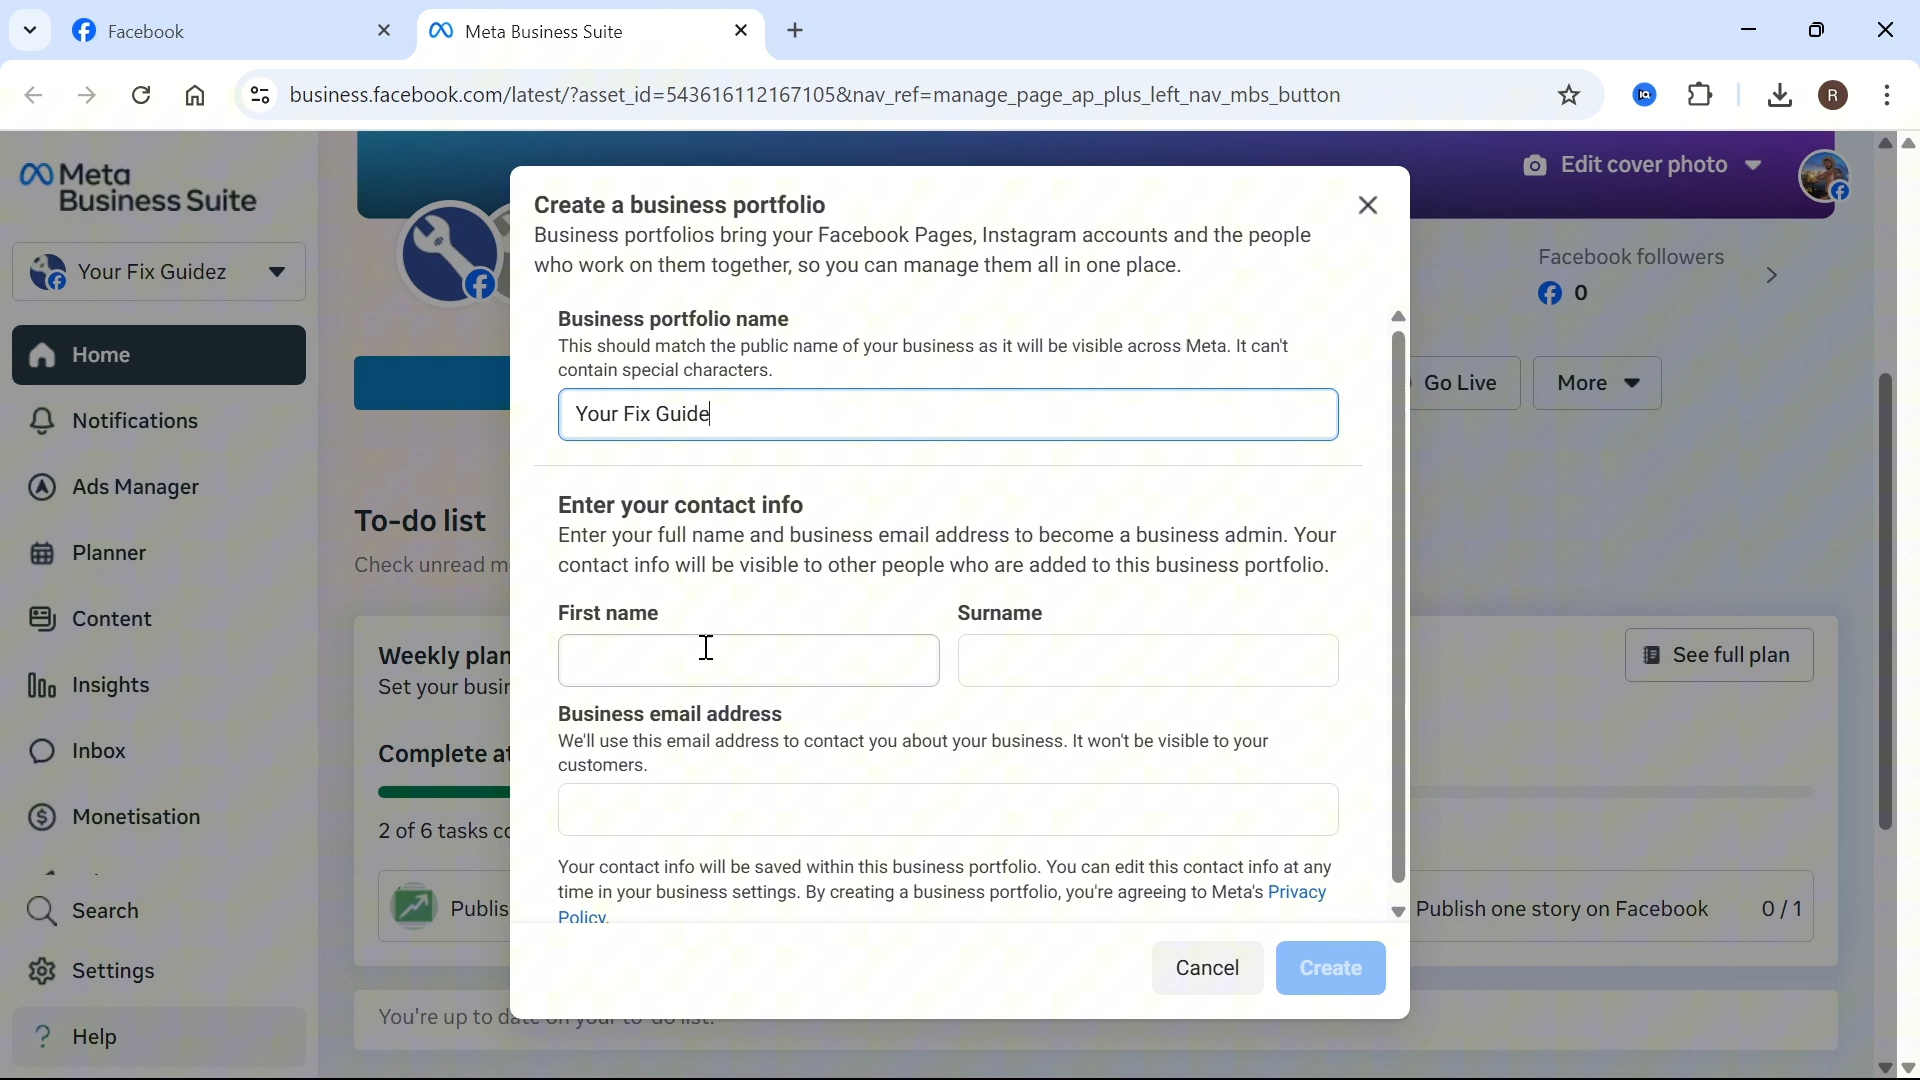 Facebook
Meta Business Suite
business.facebook.com/latest/?asset_id=543616112167105&nav_ref=manage_page_ap_plus_left_nav_mbs_button
R
Meta
Business Suite
Your Fix Guidez
Home
Notifications
Ads Manager
Planner
Content
Insights
Inbox
Monetisation
Search
Settings
Help
Edit cover photo
Facebook followers
0
Go Live
More
To-do list
Check unread
Weekly plan
Set your
See full plan
Complete
2 of 6 tasks
Publish one story on Facebook 0 / 1
You're up to date on your to-do list.
Create a business portfolio
Business portfolios bring your Facebook Pages, Instagram accounts and the people
who work on them together, so you can manage them all in one place.
Business portfolio name
This should match the public name of your business as it will be visible across Meta. It can't
contain special characters.
Your Fix Guide
Enter your contact info
Enter your full name and business email address to become a business admin. Your
contact info will be visible to other people who are added to this business portfolio.
First name
Surname
Business email address
We'll use this email address to contact you about your business. It won't be visible to your
customers.
Your contact info will be saved within this business portfolio. You can edit this contact info at any
time in your business settings. By creating a business portfolio, you're agreeing to Meta's Privacy
Policy.
Cancel
Create